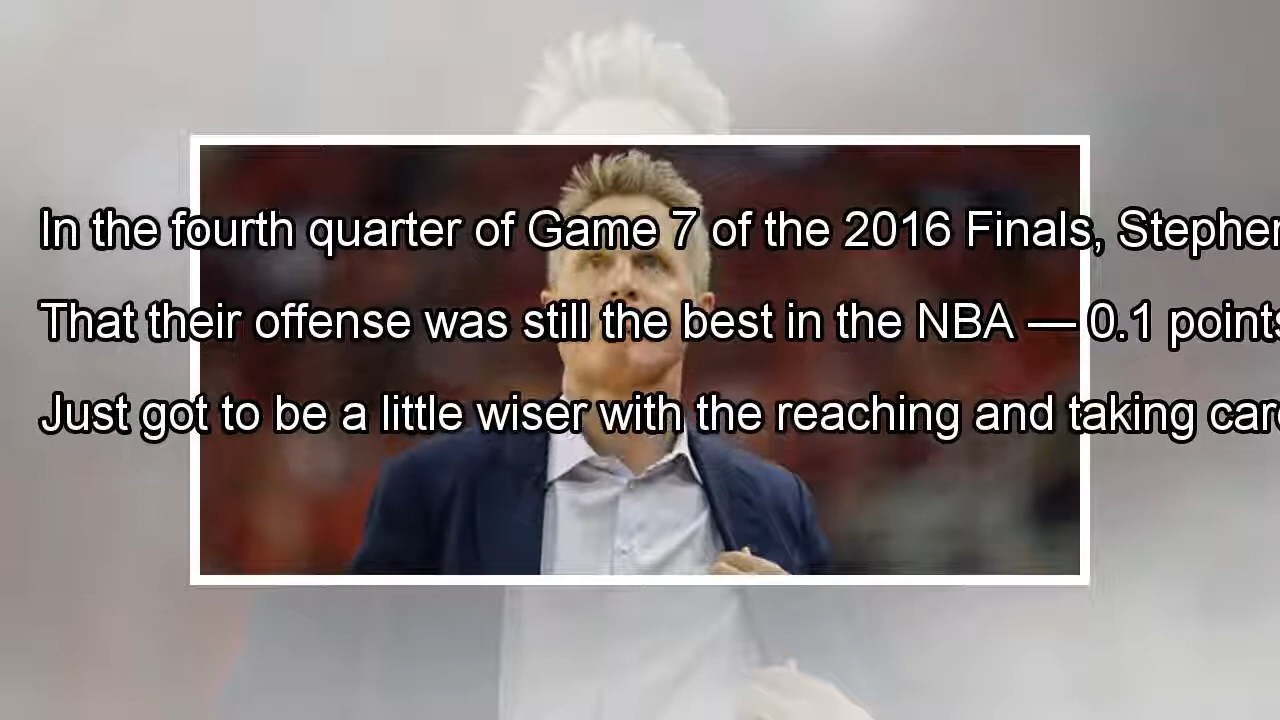 In the fourth quarter of Game 7 of the 2016 Finals, Stephen
That their offense was still the best in the NBA — 0.1 points
Just got to be a little wiser with the reaching and taking care